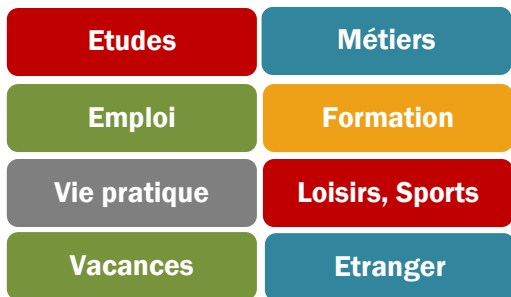 Etudes
Métiers
Emploi
Formation
Vie pratique
Loisirs, Sports
Vacances
Etranger